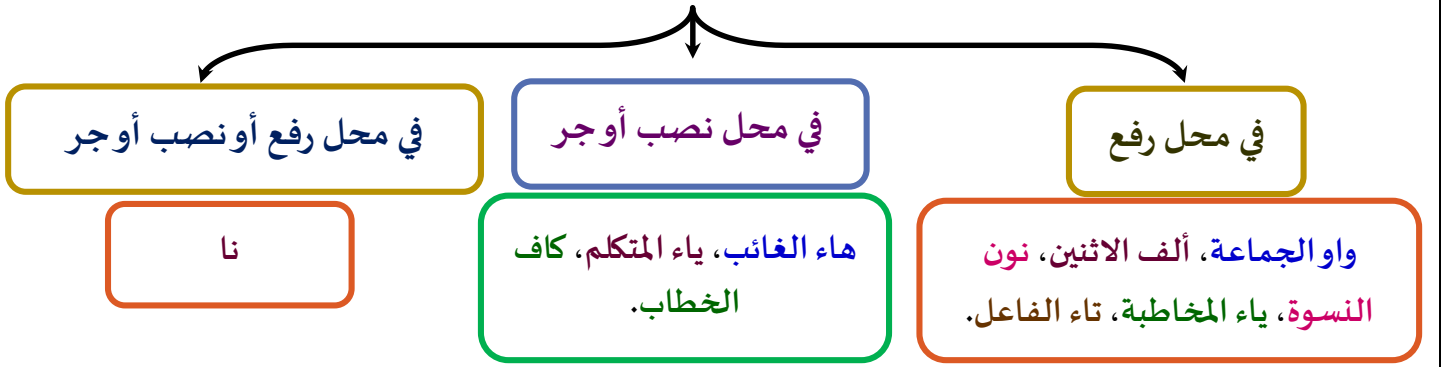 في محل رفع
واو الجماعة، ألف الاثنين، نون
النسوة، ياء المخاطبة، تاء الفاعل.
في محل نصب أو جر
هاء الغائب، ياء المتكلم، كاف
الخطاب.
في محل رفع أو نصب أو جر
نا